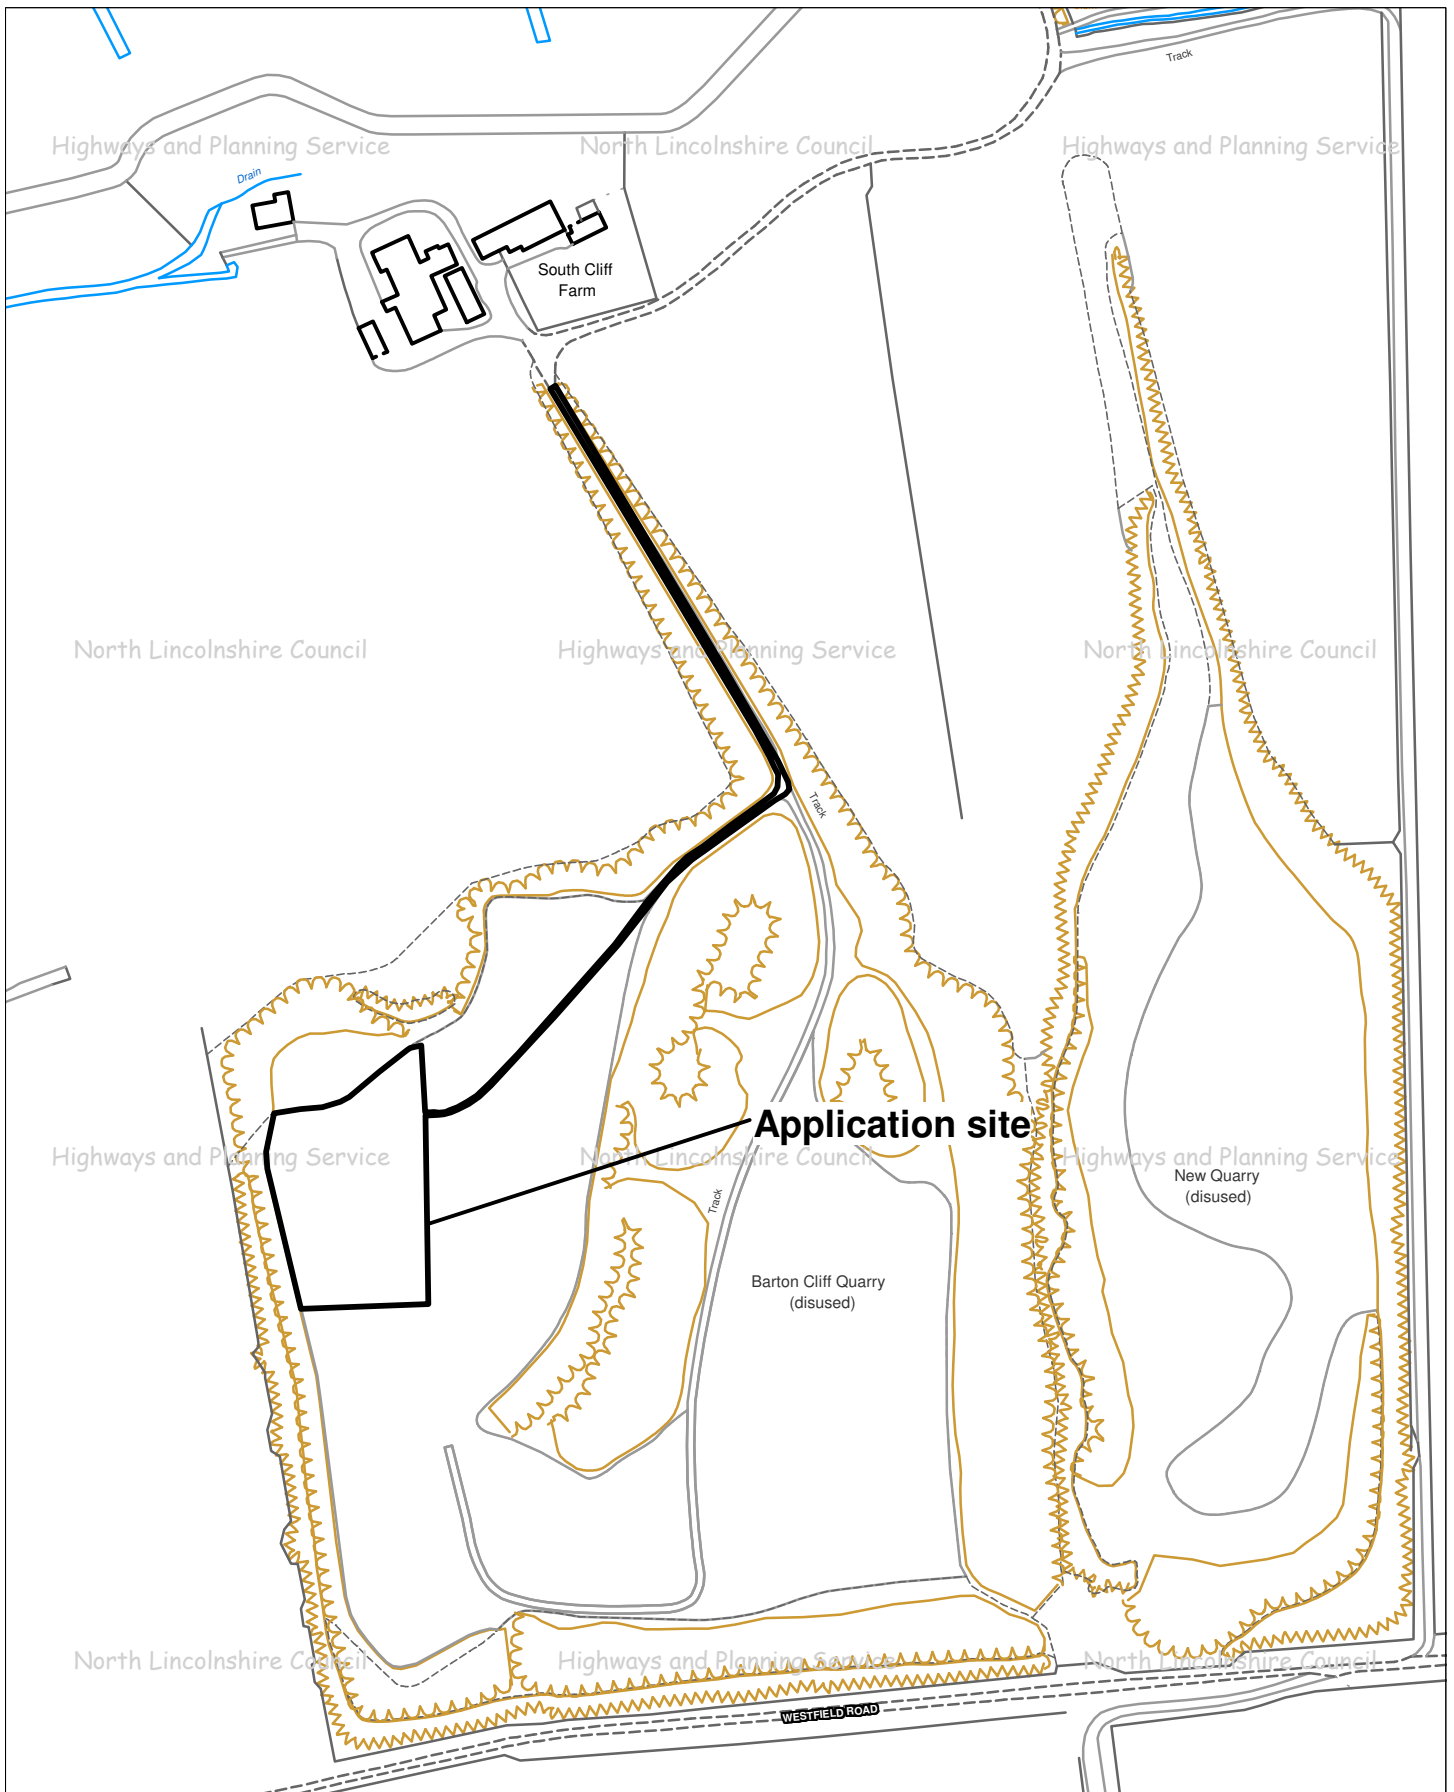 Track
Highways and Planning Service
North Lincolnshire Council
Highways and Planning Service
Drain
South Cliff
Farm
North Lincolnshire Council
Highways and Planning Service
North Lincolnshire Council
Track
Application site
Highways and Planning Service
North Lincolnshire Council
Highways and Planning Service
New Quarry
(disused)
Track
Barton Cliff Quarry
(disused)
North Lincolnshire Council
Highways and Planning Service
North Lincolnshire Council
WESTFIELD ROAD